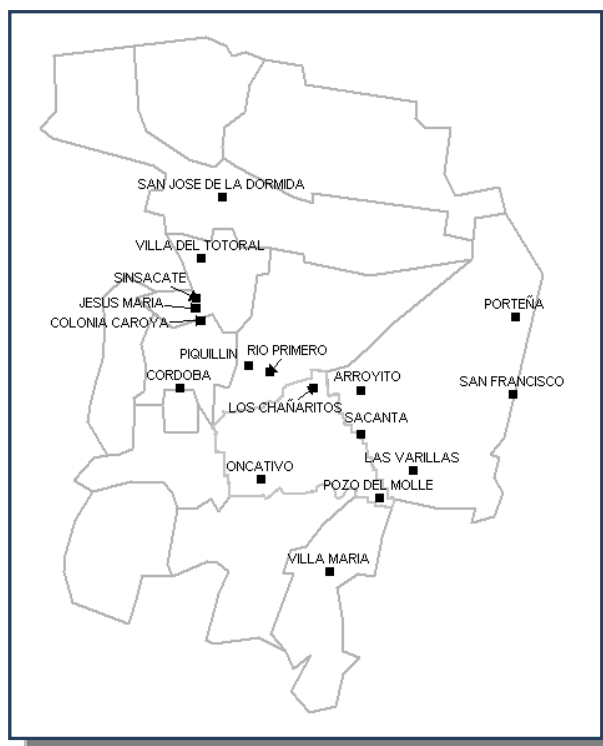 SAN JOSE DE LA DORMIDA
VILLA DEL TOTORAL
SINSACATE
JESUS MARIA
COLONIA CAROYA
PORTEÑA
PIQUILLIN
RIO PRIMERO
CORDOBA
ARROYITO
SAN FRANCISCO
LOS CHAÑARITOS
SACANTA
LAS VARILLAS
ONCATIVO
POZO DEL MOLLE
VILLA MARIA